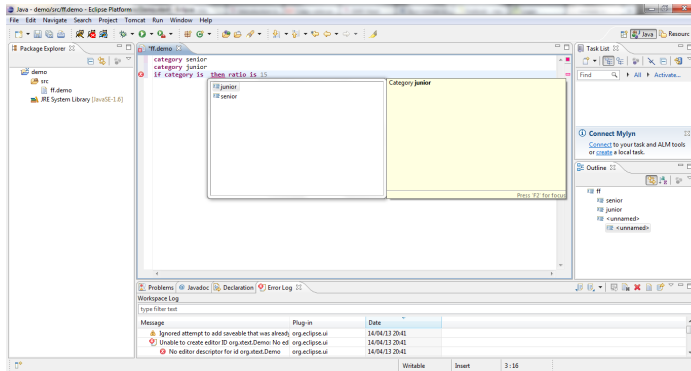 Java - demo/src/ff.demo - Eclipse Platform
File Edit Navigate Search Project Tomcat Run Window Help
Java Resourc
Package Explorer
demo
src
ff.demo
JRE System Library [JavaSE-1.6]
*ff.demo
category senior
category junior
if category is then ratio is 15
junior
senior
Category junior
Press 'F2' for focus
Task List
Find All Activate...
Connect Mylyn
Connect to your task and ALM tools
or create a local task.
Outline
ff
senior
junior
<unnamed>
<unnamed>
Problems Javadoc Declaration Error Log
Workspace Log
type filter text
Message Plug-in Date
Ignored attempt to add saveable that was already org.eclipse.ui 14/04/13 20:41
Unable to create editor ID org.xtext.Demo: No ed org.eclipse.ui 14/04/13 20:41
No editor descriptor for id org.xtext.Demo org.eclipse.ui 14/04/13 20:41
Writable Insert 3 : 16